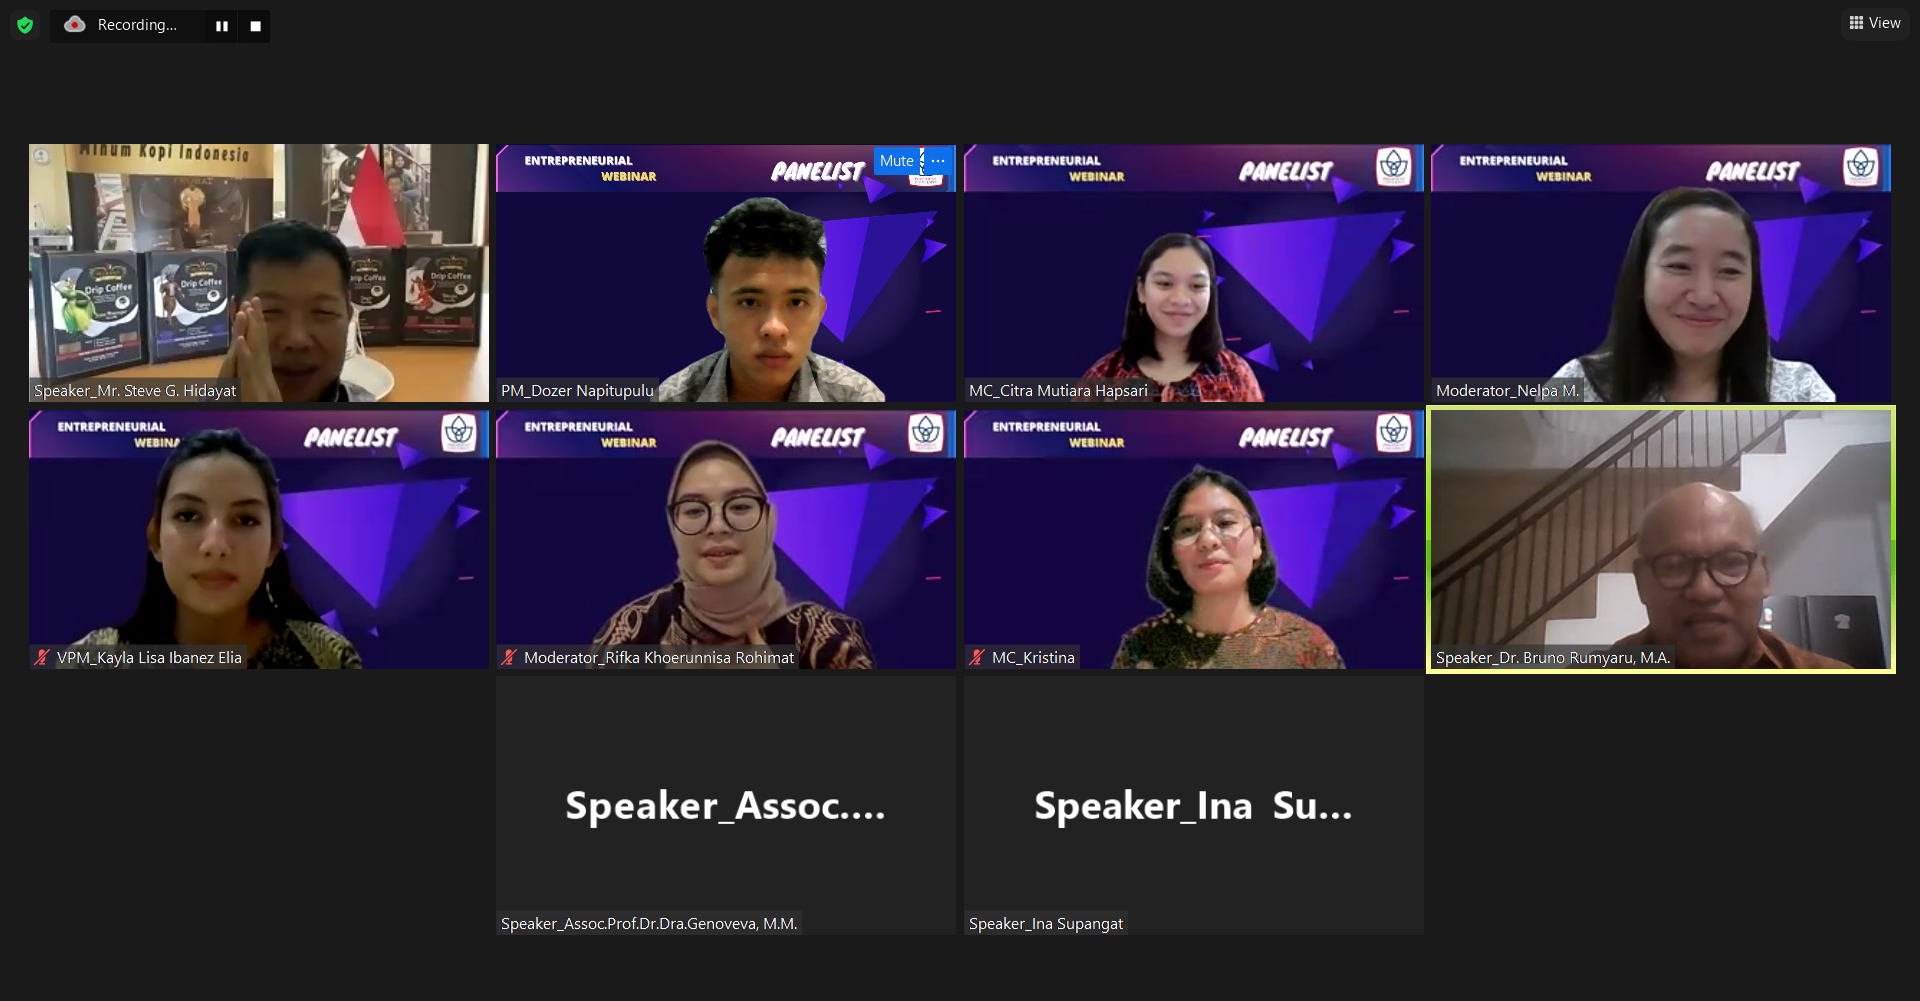 Recording...
View
Minum Kopi Indonesia
Drip Coffee
Drip Coffee
Drip Coffee
Drip Coffee
Speaker_Mr. Steve G. Hidayat
ENTREPRENEURIAL
WEBINAR
PANELIST
Mute
...
PM_Dozer Napitupulu
ENTREPRENEURIAL
WEBINAR
PANELIST
MC_Citra Mutiara Hapsari
ENTREPRENEURIAL
WEBINAR
PANELIST
Moderator_Nelpa M.
ENTREPRENEURIAL
PANELIST
VPM_Kayla Lisa Ibanez Elia
ENTREPRENEURIAL
WEBINAR
PANELIST
Moderator_Rifka Khoerunnisa Rohimat
ENTREPRENEURIAL
WEBINAR
PANELIST
MC_Kristina
Speaker_Dr. Bruno Rumyaru, M.A.
Speaker_Assoc....
Speaker_Assoc.Prof.Dr.Dra.Genoveva, M.M.
Speaker_Ina Su...
Speaker_Ina Supangat